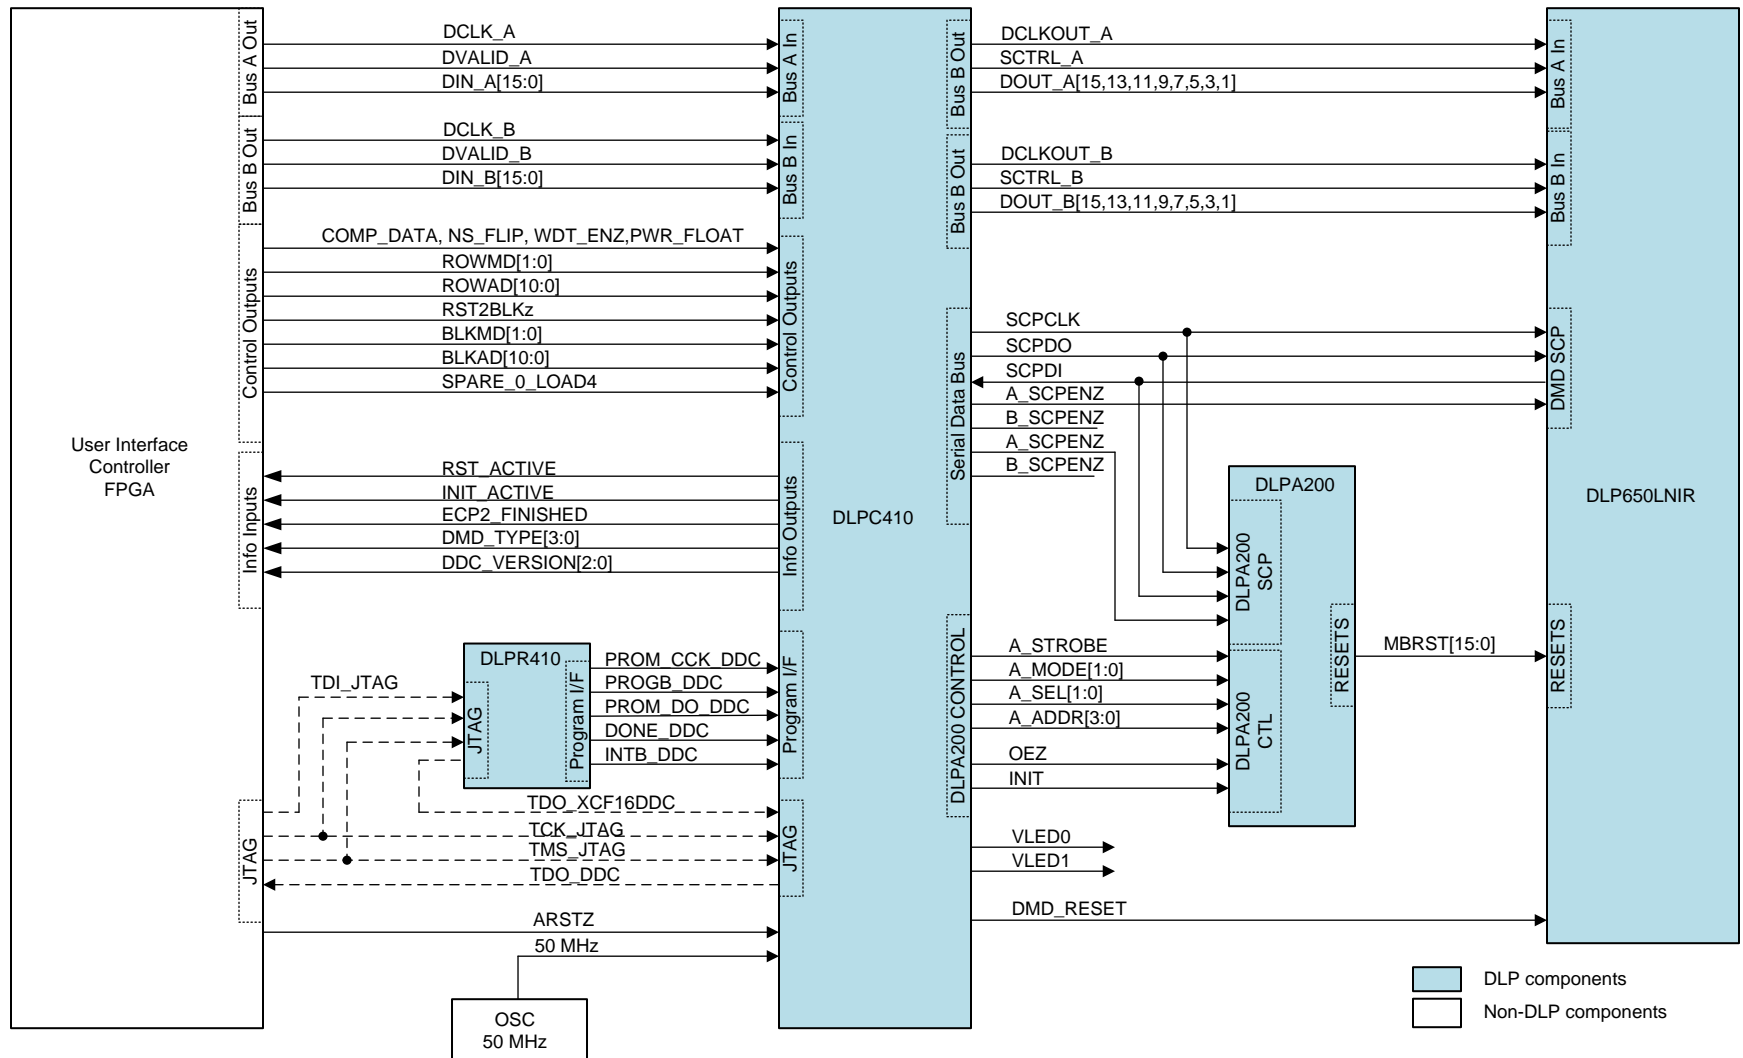 User Interface
Controller
FPGA
Bus A Out
Bus B Out
Control Outputs
Info Inputs
JTAG
DCLK_A
DVALID_A
DIN_A[15:0]
DCLK_B
DVALID_B
DIN_B[15:0]
COMP_DATA, NS_FLIP, WDT_ENZ,PWR_FLOAT
ROWMD[1:0]
ROWAD[10:0]
RST2BLKz
BLKMD[1:0]
BLKAD[10:0]
SPARE_0_LOAD4
RST_ACTIVE
INIT_ACTIVE
ECP2_FINISHED
DMD_TYPE[3:0]
DDC_VERSION[2:0]
DLPR410
JTAG
Program I/F
TDI_JTAG
PROM_CCK_DDC
PROGB_DDC
PROM_DO_DDC
DONE_DDC
INTB_DDC
TDO_XCF16DDC
TCK_JTAG
TMS_JTAG
TDO_DDC
ARSTZ
50 MHz
OSC
50 MHz
Bus A In
Bus B In
Control Outputs
Info Outputs
Program I/F
JTAG
DLPC410
Bus B Out
Bus B Out
Serial Data Bus
DLPA200 CONTROL
DCLKOUT_A
SCTRL_A
DOUT_A[15,13,11,9,7,5,3,1]
DCLKOUT_B
SCTRL_B
DOUT_B[15,13,11,9,7,5,3,1]
SCPCLK
SCPDO
SCPDI
A_SCPENZ
B_SCPENZ
A_SCPENZ
B_SCPENZ
A_STROBE
A_MODE[1:0]
A_SEL[1:0]
A_ADDR[3:0]
OEZ
INIT
VLED0
VLED1
DMD_RESET
DLPA200
DLPA200
SCP
DLPA200
CTL
RESETS
MBRST[15:0]
Bus A In
Bus B In
DMD SCP
RESETS
DLP650LNIR
DLP components
Non-DLP components